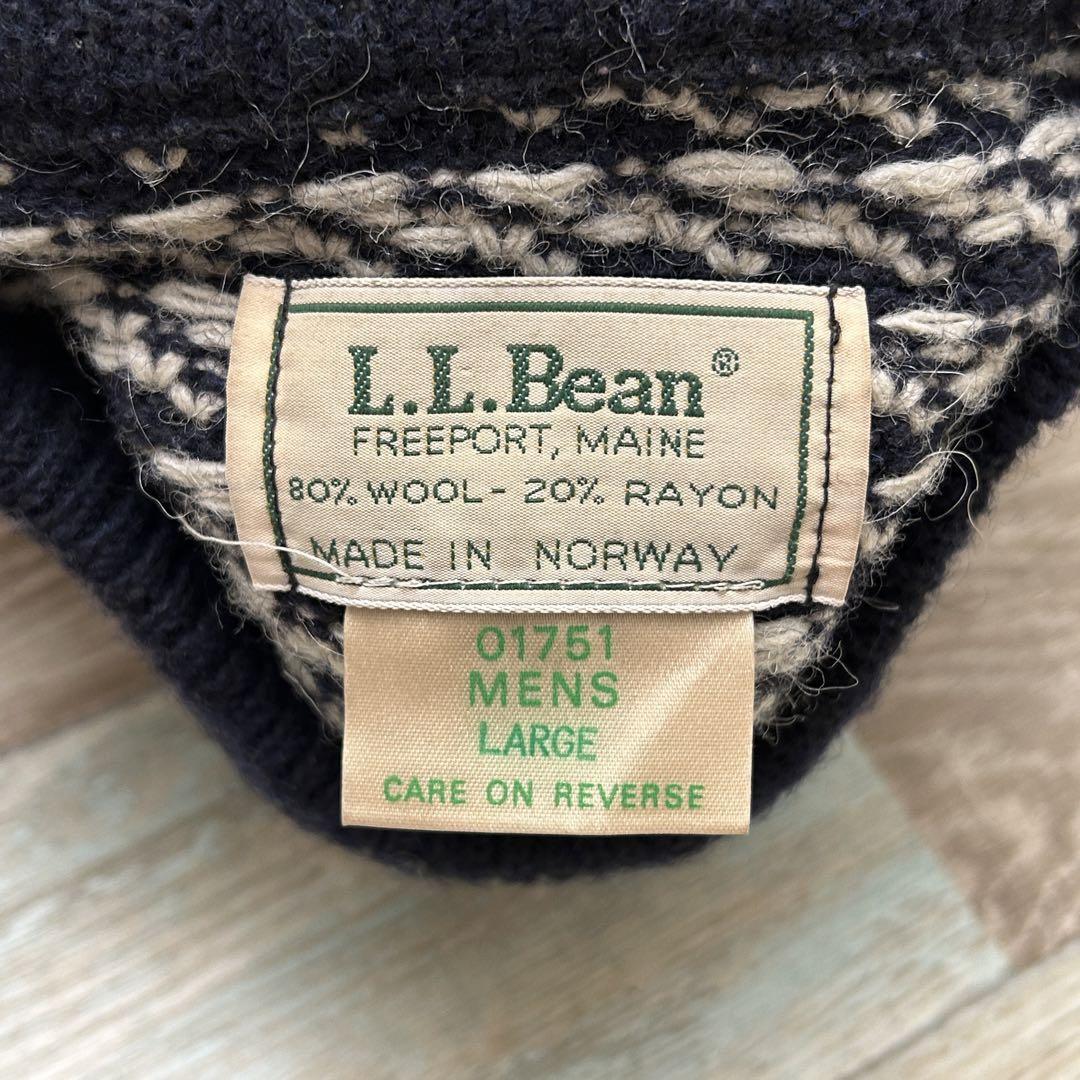 L.L.Bean®
FREEPORT, MAINE
80% WOOL - 20% RAYON
MADE IN NORWAY
01751
MENS
LARGE
CARE ON REVERSE